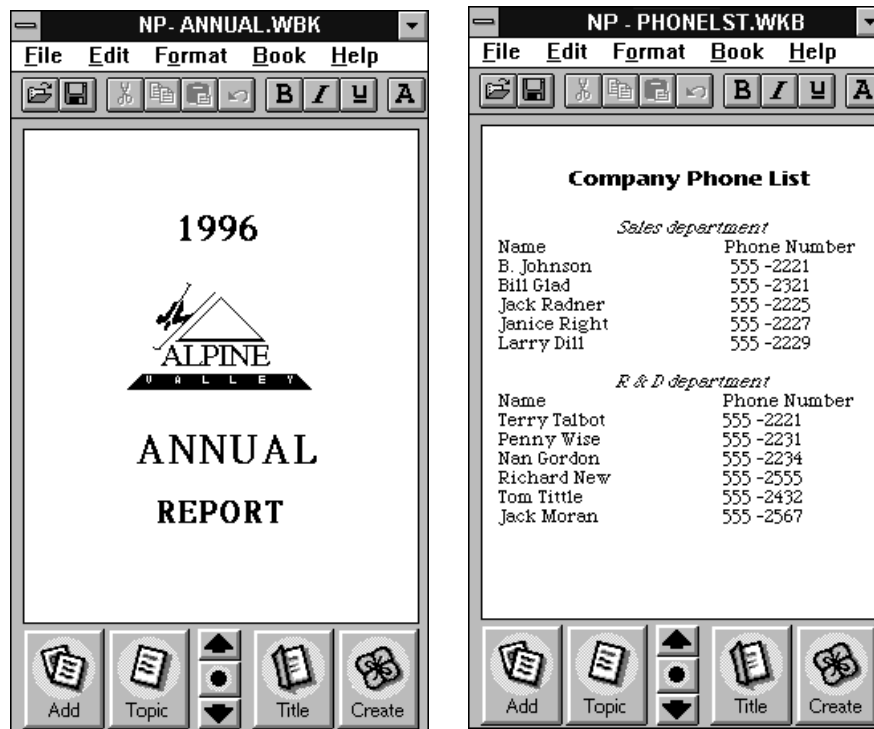 NP- ANNUAL.WBK
File Edit Format Book Help
B I U A
1996
ALPINE
VALLEY
ANNUAL
REPORT
Add Topic Title Create
NP - PHONELST.WKB
File Edit Format Book Help
B I U A
Company Phone List
Sales department
Name Phone Number
B. Johnson 555 -2221
Bill Glad 555 -2321
Jack Radner 555 -2225
Janice Right 555 -2227
Larry Dill 555 -2229
R & D department
Name Phone Number
Terry Talbot 555 -2221
Penny Wise 555 -2231
Nan Gordon 555 -2234
Richard New 555 -2555
Tom Tittle 555 -2432
Jack Moran 555 -2567
Add Topic Title Create